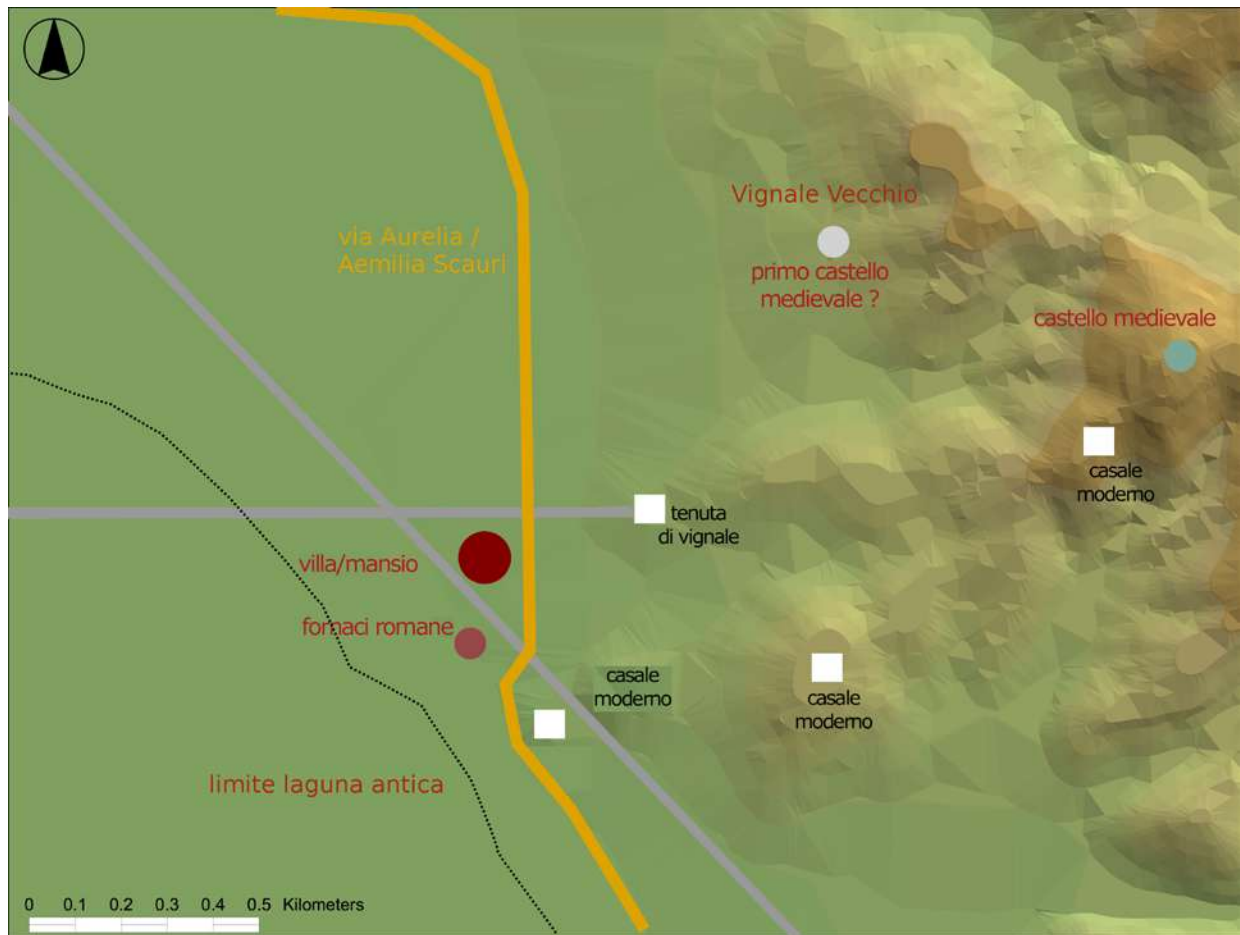 Vignale Vecchio
via Aurelia /
Aemilia Scauri
primo castello
medievale ?
castello medievale
casale
moderno
tenuta
di vignale
villa/mansio
fornaci romane
casale
moderno
casale
moderno
limite laguna antica
0 0.1 0.2 0.3 0.4 0.5 Kilometers